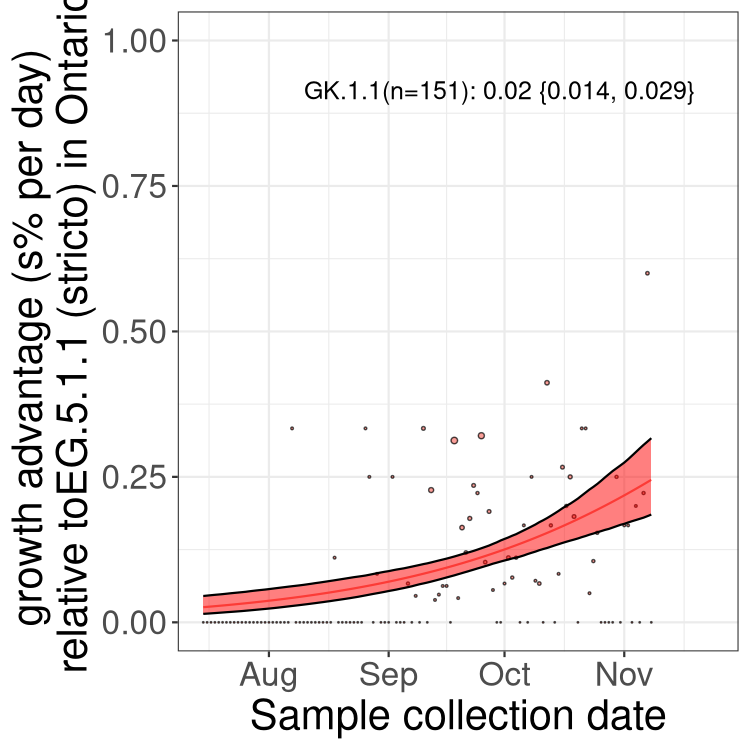 growth advantage (s% per day)
relative toEG.5.1.1 (stricto) in Ontario
1.00
0.75
0.50
0.25
0.00
GK.1.1(n=151): 0.02 {0.014, 0.029}
Aug Sep Oct Nov
Sample collection date